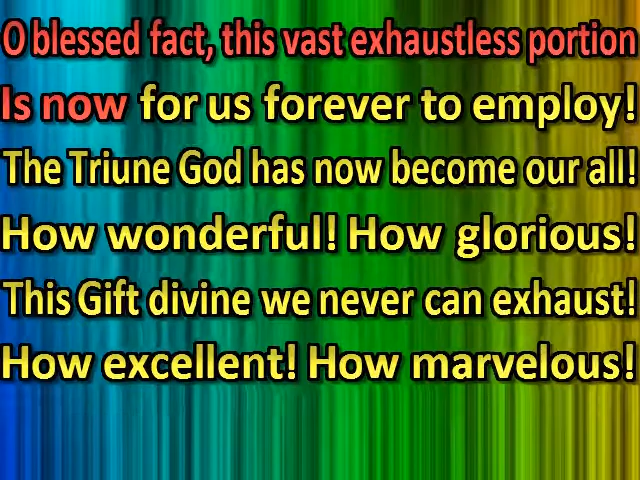 O blessed fact, this vast exhaustless portion
Is now for us forever to employ!
The Triune God has now become our all!
How wonderful! How glorious!
This Gift divine we never can exhaust!
How excellent! How marvelous!